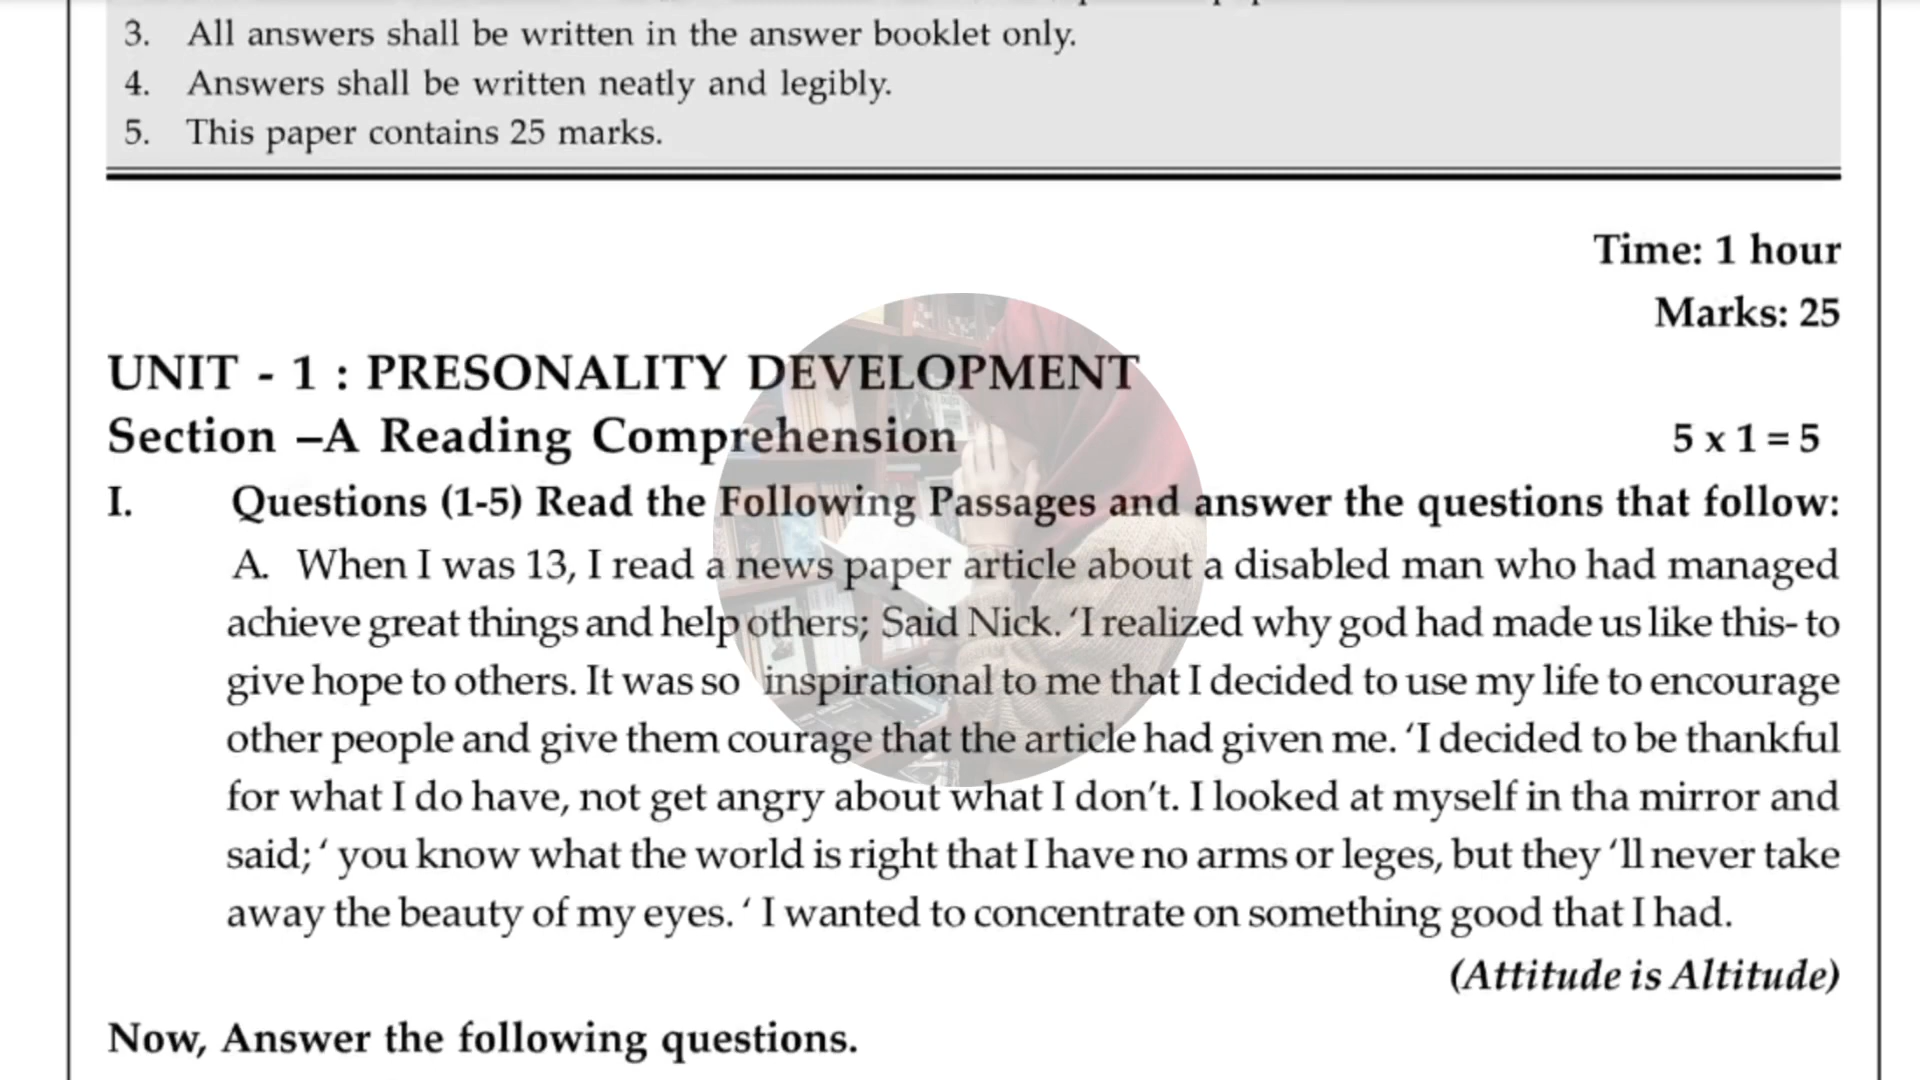 3. All answers shall be written in the answer booklet only.
4. Answers shall be written neatly and legibly.
5. This paper contains 25 marks.
Time: 1 hour
Marks: 25
UNIT - 1 : PRESONALITY DEVELOPMENT
Section –A Reading Comprehension 5 x 1 = 5
I. Questions (1-5) Read the Following Passages and answer the questions that follow:
A. When I was 13, I read a news paper article about a disabled man who had managed
achieve great things and help others; Said Nick. ‘I realized why god had made us like this- to
give hope to others. It was so inspirational to me that I decided to use my life to encourage
other people and give them courage that the article had given me. ‘I decided to be thankful
for what I do have, not get angry about what I don’t. I looked at myself in tha mirror and
said; ‘ you know what the world is right that I have no arms or leges, but they ‘ll never take
away the beauty of my eyes. ‘ I wanted to concentrate on something good that I had.
(Attitude is Altitude)
Now, Answer the following questions.